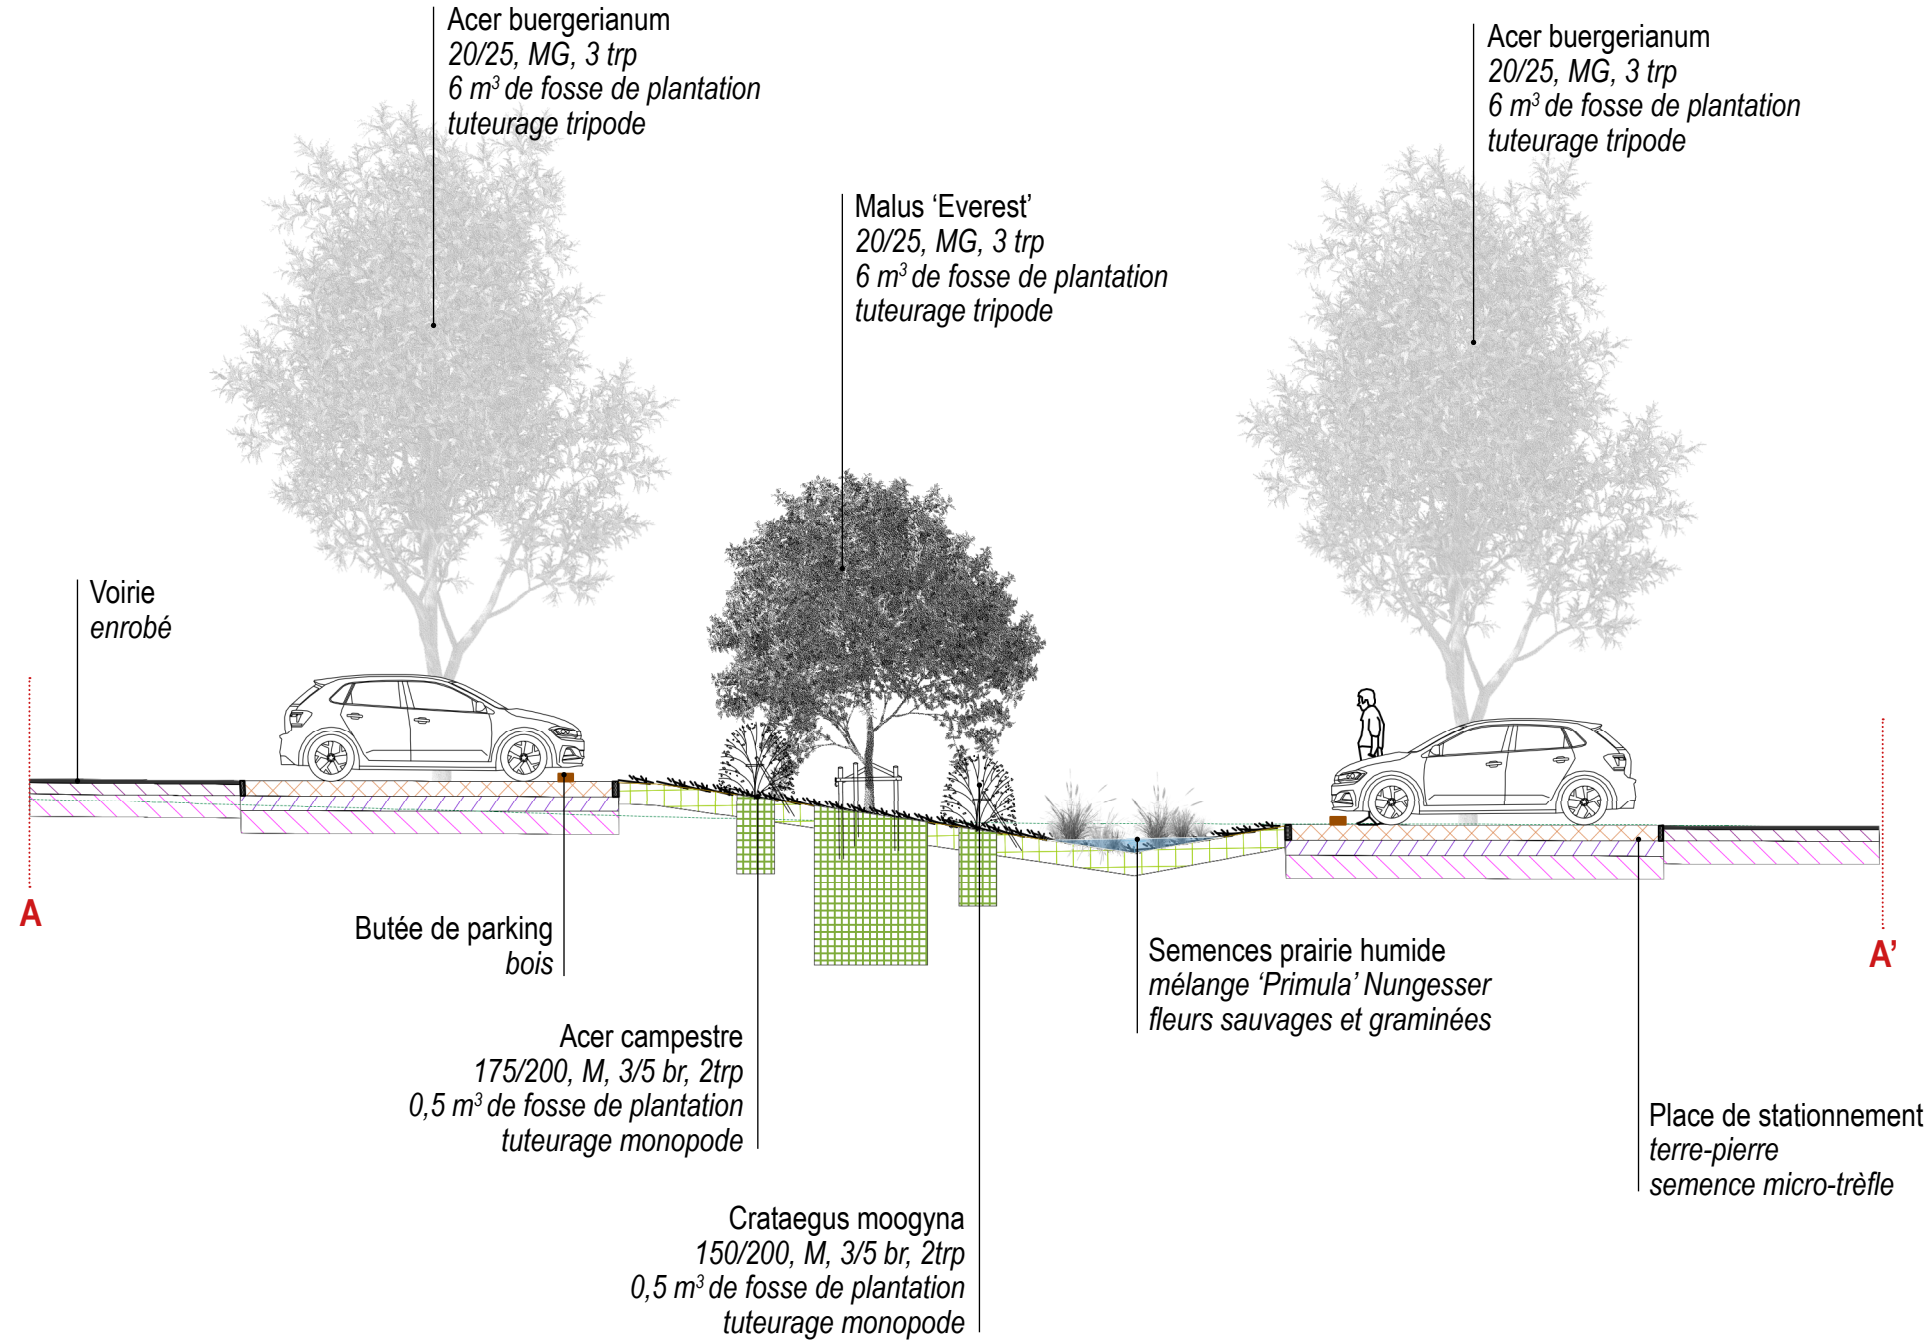 Acer buergerianum
20/25, MG, 3 trp
6 m³ de fosse de plantation
tuteurage tripode
Acer buergerianum
20/25, MG, 3 trp
6 m³ de fosse de plantation
tuteurage tripode
Malus ‘Everest’
20/25, MG, 3 trp
6 m³ de fosse de plantation
tuteurage tripode
Voirie
enrobé
A
A’
Butée de parking
bois
Semences prairie humide
mélange ‘Primula’ Nungesser
fleurs sauvages et graminées
Acer campestre
175/200, M, 3/5 br, 2trp
0,5 m³ de fosse de plantation
tuteurage monopode
Place de stationnement
terre-pierre
semence micro-trèfle
Crataegus moogyna
150/200, M, 3/5 br, 2trp
0,5 m³ de fosse de plantation
tuteurage monopode